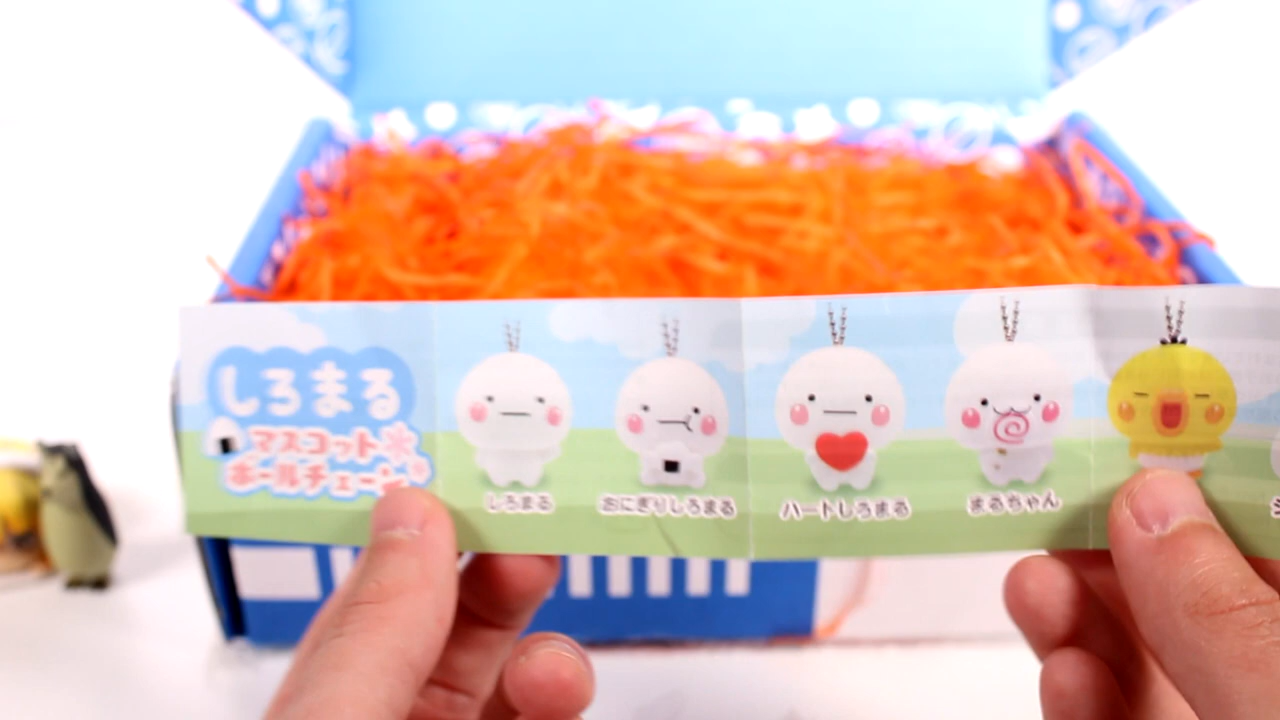 しろまる
マスコット
ボールチェーン
しろまる
おにぎりしろまる
ハートしろまる
まるちゃん